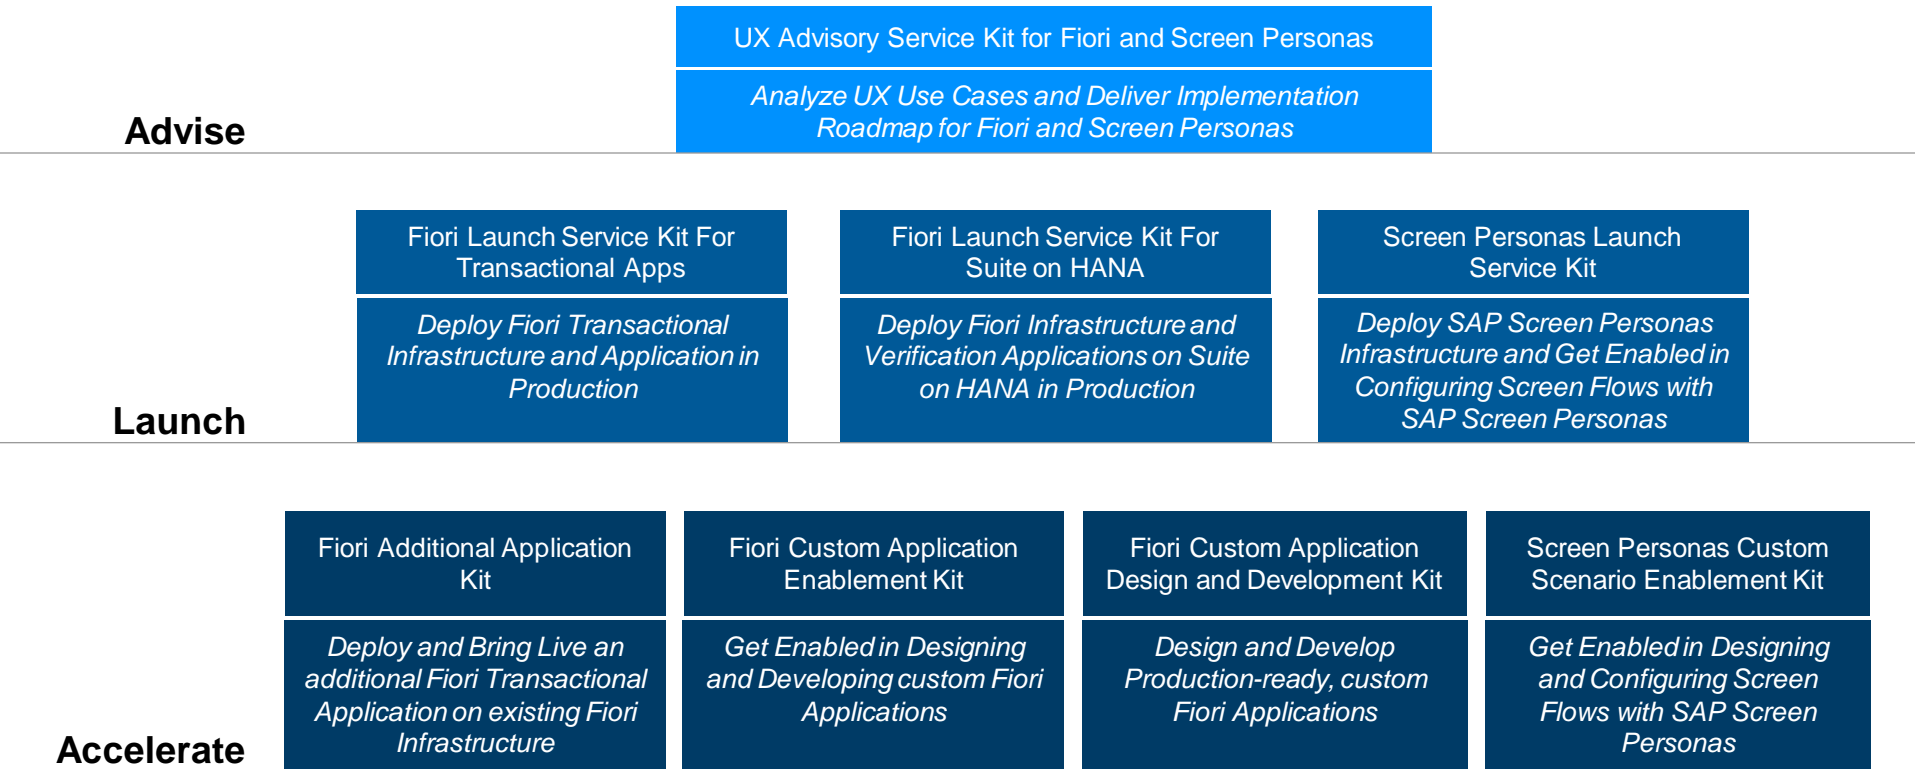 UX Advisory Service Kit for Fiori and Screen Personas
Analyze UX Use Cases and Deliver Implementation
Roadmap for Fiori and Screen Personas
Advise
Fiori Launch Service Kit For
Transactional Apps
Deploy Fiori Transactional
Infrastructure and Application in
Production
Fiori Launch Service Kit For
Suite on HANA
Deploy Fiori Infrastructure and
Verification Applications on Suite
on HANA in Production
Screen Personas Launch
Service Kit
Deploy SAP Screen Personas
Infrastructure and Get Enabled in
Configuring Screen Flows with
SAP Screen Personas
Launch
Fiori Additional Application
Kit
Deploy and Bring Live an
additional Fiori Transactional
Application on existing Fiori
Infrastructure
Fiori Custom Application
Enablement Kit
Get Enabled in Designing
and Developing custom Fiori
Applications
Fiori Custom Application
Design and Development Kit
Design and Develop
Production-ready, custom
Fiori Applications
Screen Personas Custom
Scenario Enablement Kit
Get Enabled in Designing
and Configuring Screen
Flows with SAP Screen
Personas
Accelerate